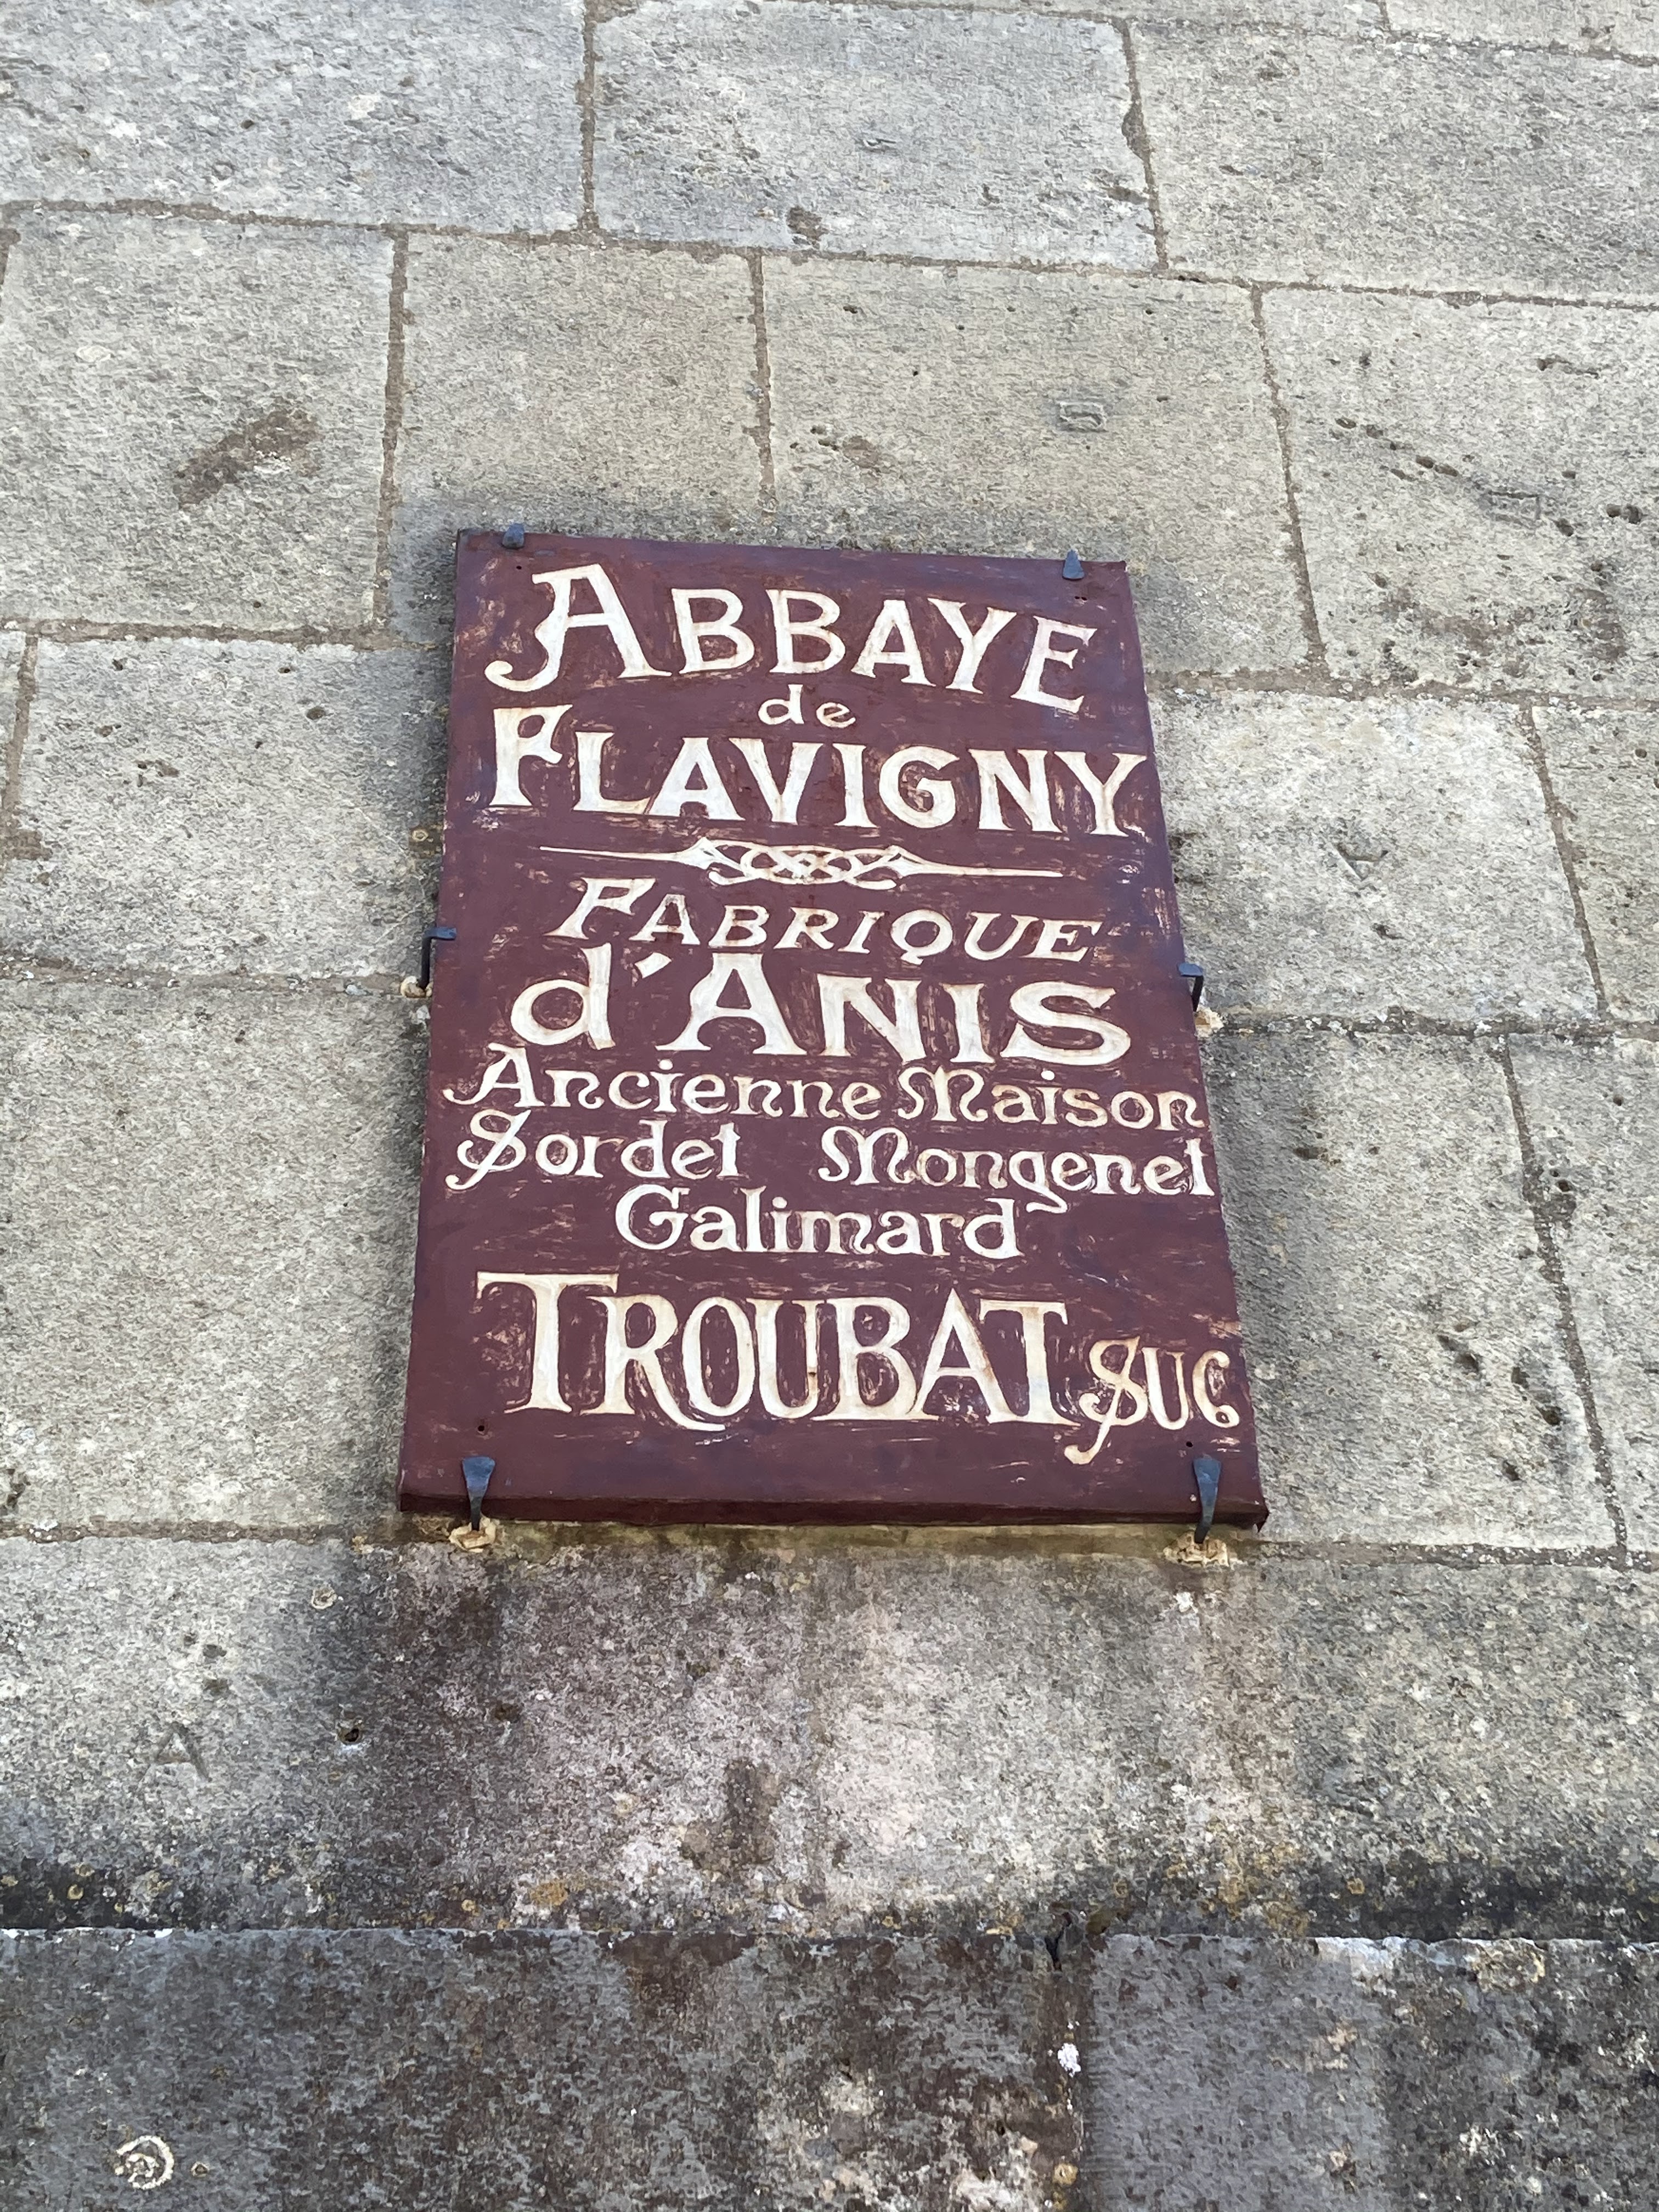 ABBAYE
de
FLAVIGNY
FABRIQUE
d'ANIS
Ancienne Maison
Sordet Mongenet
Galimard
TROUBAT SUC